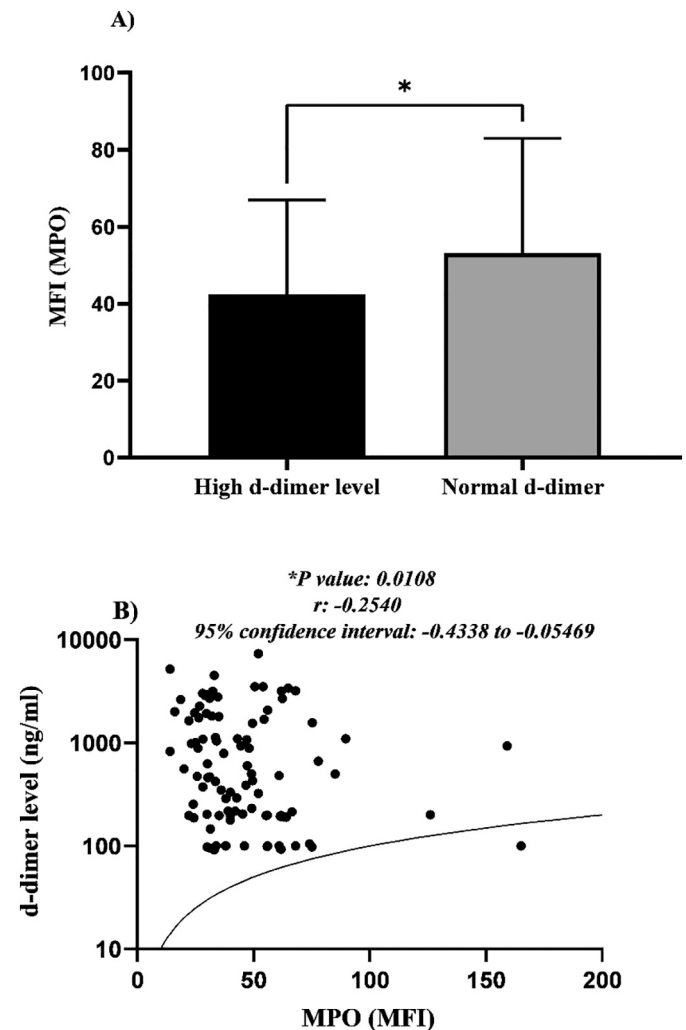 A)
*
MFI (MPO)
100
80
60
40
20
0
High d-dimer level Normal d-dimer
*P value: 0.0108
r: -0.2540
95% confidence interval: -0.4338 to -0.05469
B)
d-dimer level (ng/ml)
10000
1000
100
10
0 50 100 150 200
MPO (MFI)